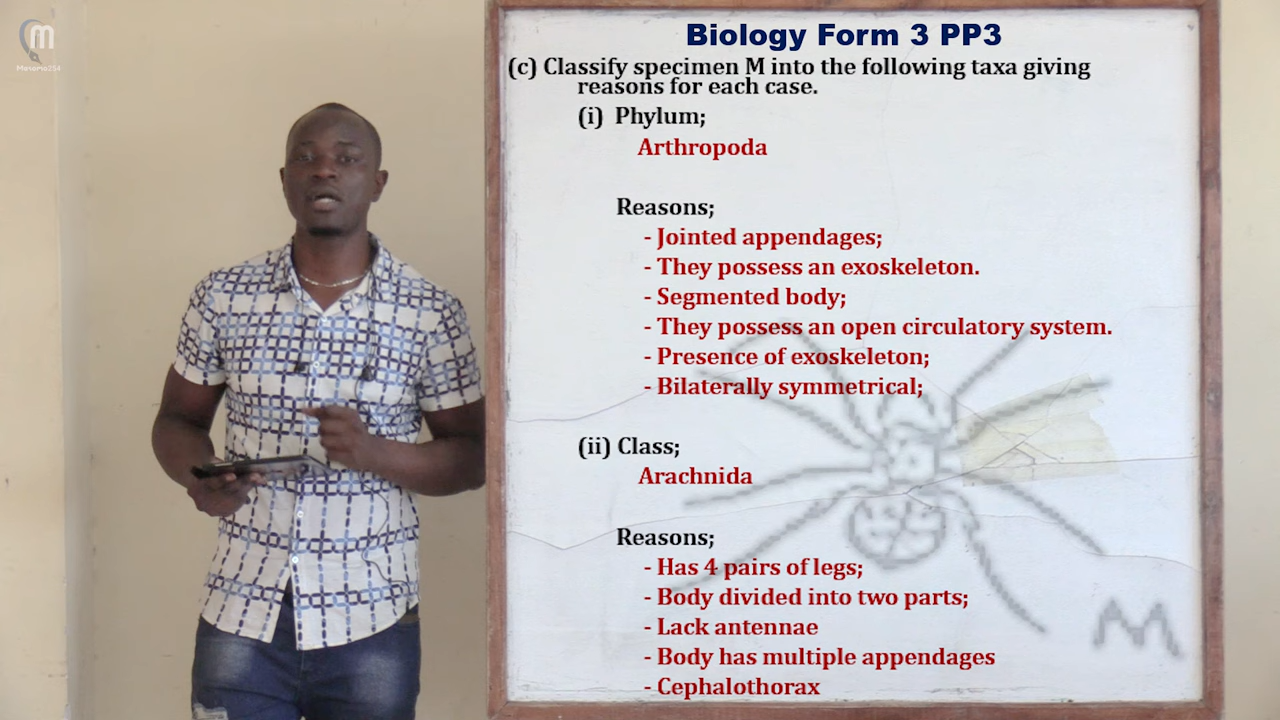 M
Masomo254
Biology Form 3 PP3
(c) Classify specimen M into the following taxa giving
reasons for each case.
(i) Phylum;
Arthropoda
Reasons;
- Jointed appendages;
- They possess an exoskeleton.
- Segmented body;
- They possess an open circulatory system.
- Presence of exoskeleton;
- Bilaterally symmetrical;
(ii) Class;
Arachnida
Reasons;
- Has 4 pairs of legs;
- Body divided into two parts;
- Lack antennae
- Body has multiple appendages
- Cephalothorax
M